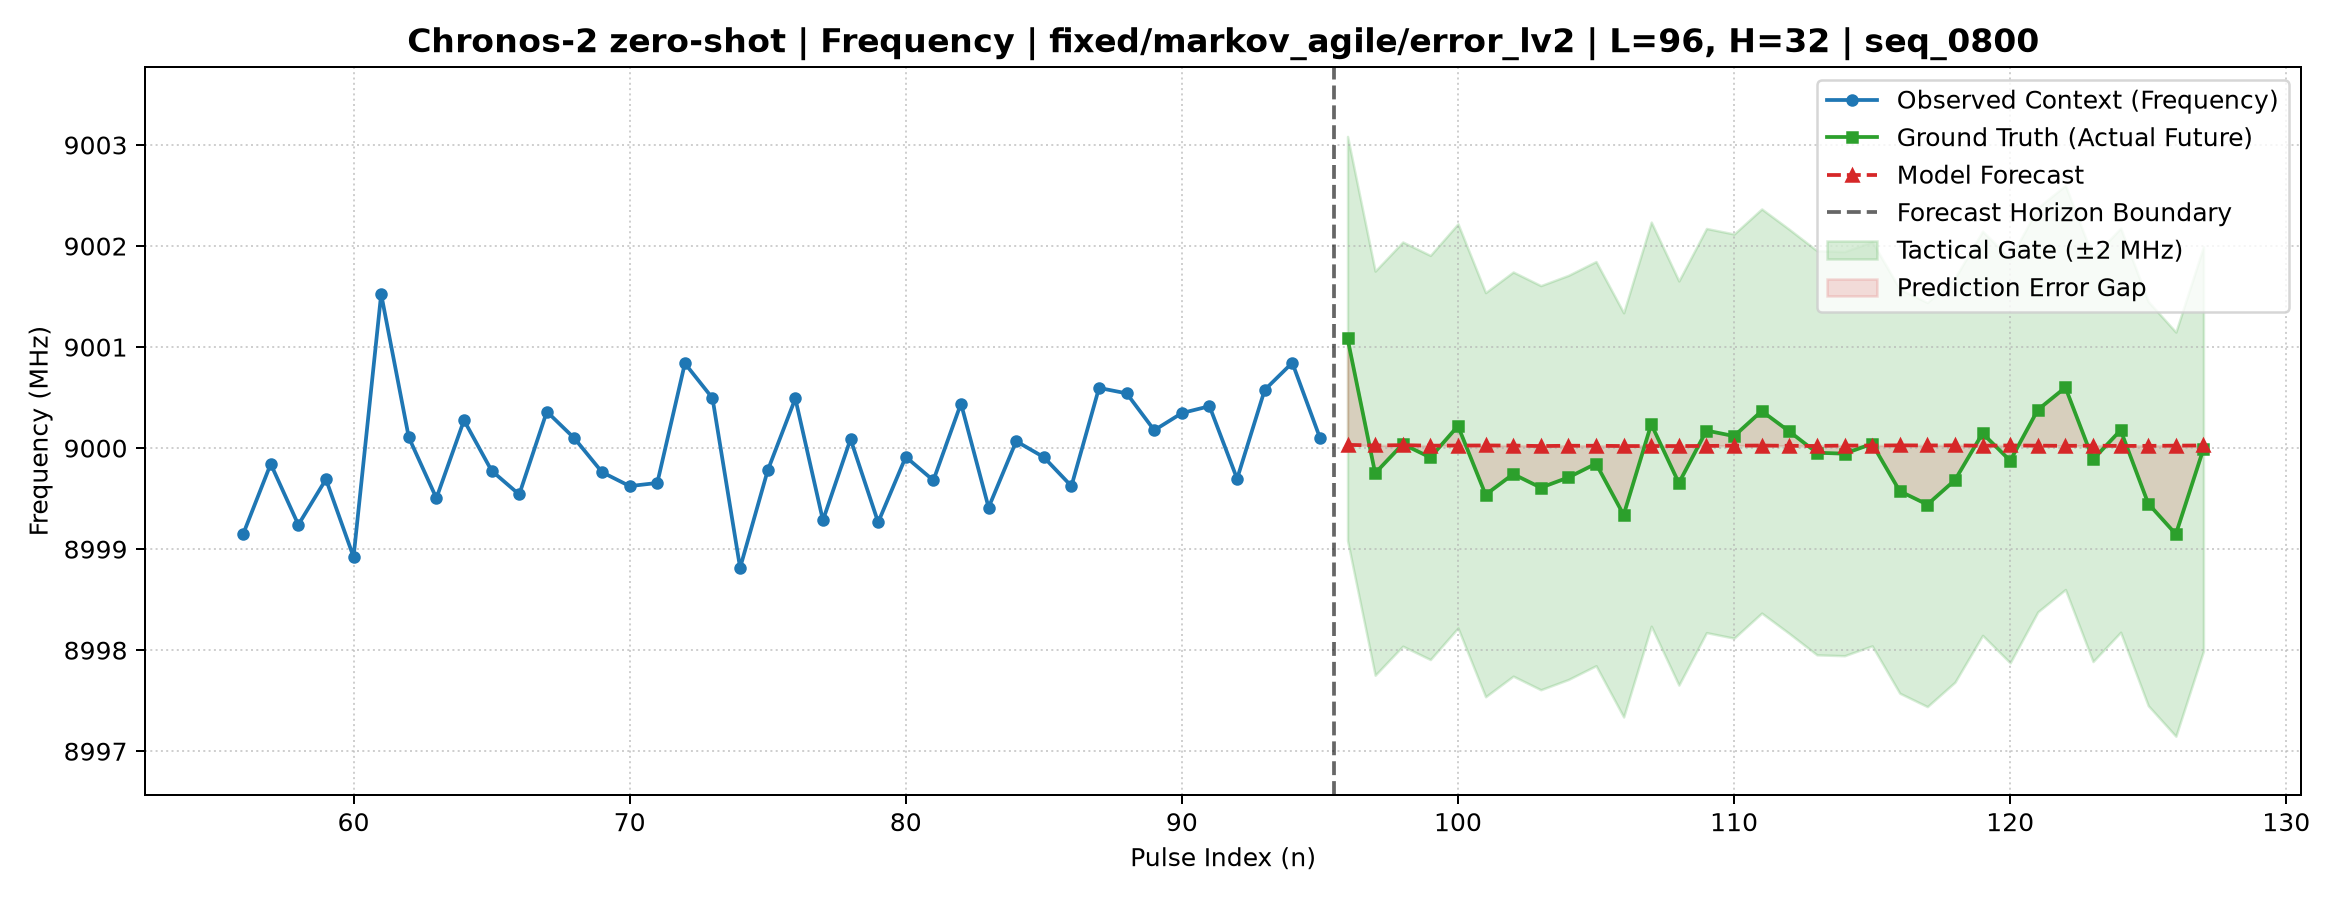 Chronos-2 zero-shot | Frequency | fixed/markov_agile/error_lv2 | L=96, H=32 | seq_0800
Observed Context (Frequency)
Ground Truth (Actual Future)
Model Forecast
Forecast Horizon Boundary
Tactical Gate (±2 MHz)
Prediction Error Gap
Frequency (MHz)
9003
9002
9001
9000
8999
8998
8997
60 70 80 90 100 110 120 130
Pulse Index (n)